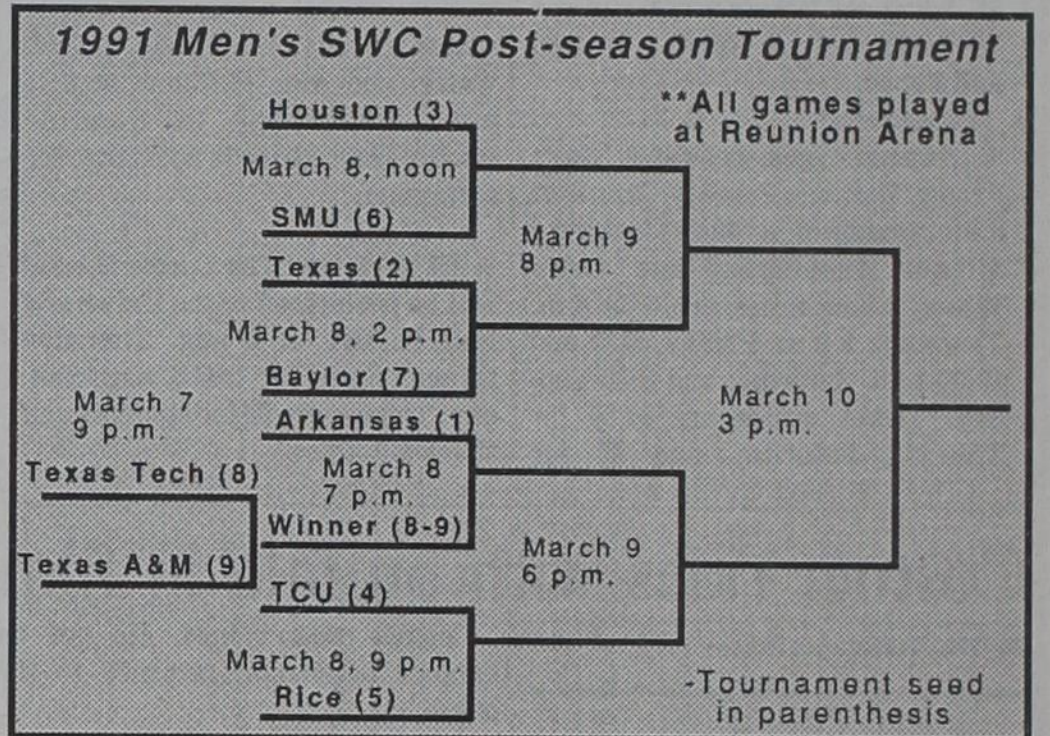 1991 Men's SWC Post-season Tournament
**All games played
at Reunion Arena
Houston (3)
March 8, noon
SMU (6)
March 9
8 p.m.
Texas (2)
March 8, 2 p.m.
Baylor (7)
March 7
9 p.m.
Texas Tech (8)
Texas A&M (9)
Arkansas (1)
March 8
7 p.m.
Winner (8-9)
March 9
6 p.m.
TCU (4)
March 8, 9 p.m.
Rice (5)
March 10
3 p.m.
-Tournament seed
in parenthesis